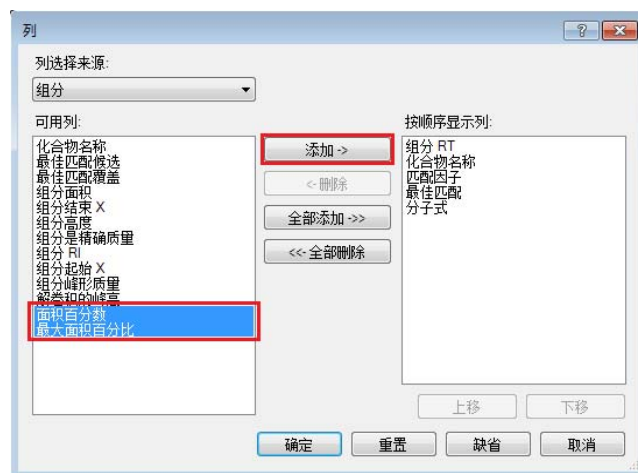 列
列选择来源:
组分
可用列:
按顺序显示列:
化合物名称
最佳匹配候选
最佳匹配覆盖
组分面积
组分结束 X
组分高度
组分是精确质量
组分 RI
组分起始 X
组分峰形质量
解卷积的峰高
面积百分数
最大面积百分比
添加 ->
<- 删除
全部添加 ->>
<<- 全部删除
组分 RT
化合物名称
匹配因子
最佳匹配
分子式
上移
下移
确定
重置
缺省
取消